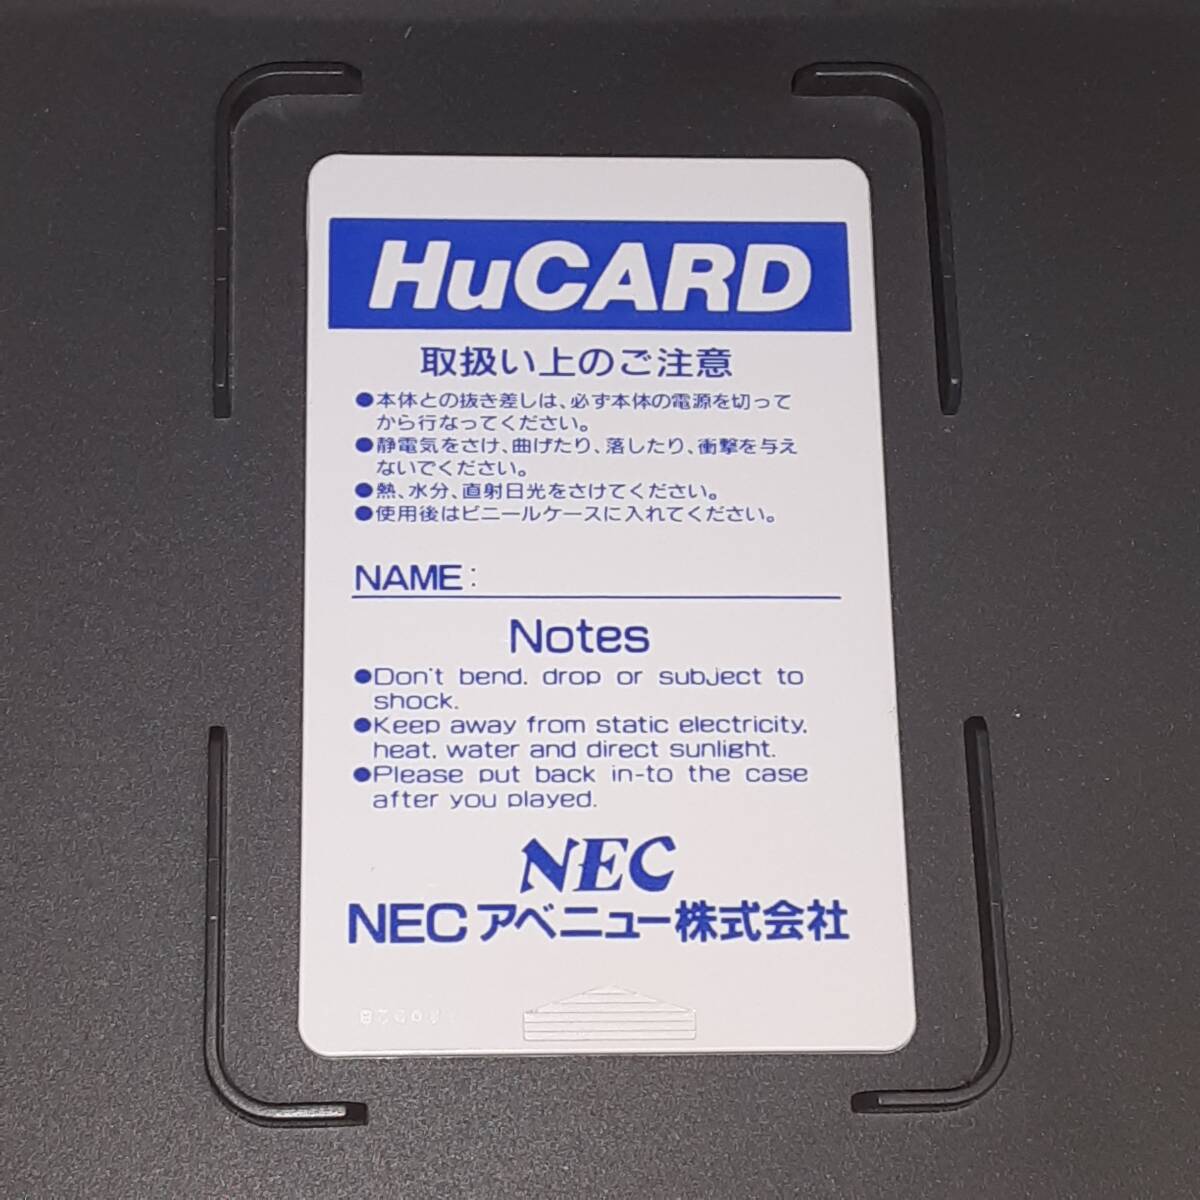 HuCARD
取扱い上のご注意
●本体との抜き差しは、必ず本体の電源を切って
から行なってください。
●静電気をさけ、曲げたり、落したり、衝撃を与え
ないでください。
●熱、水分、直射日光をさけてください。
●使用後はビニールケースに入れてください。
NAME:
Notes
●Don't bend, drop or subject to
shock.
●Keep away from static electricity,
heat, water and direct sunlight.
●Please put back in-to the case
after you played.
NEC
NECアベニュー株式会社